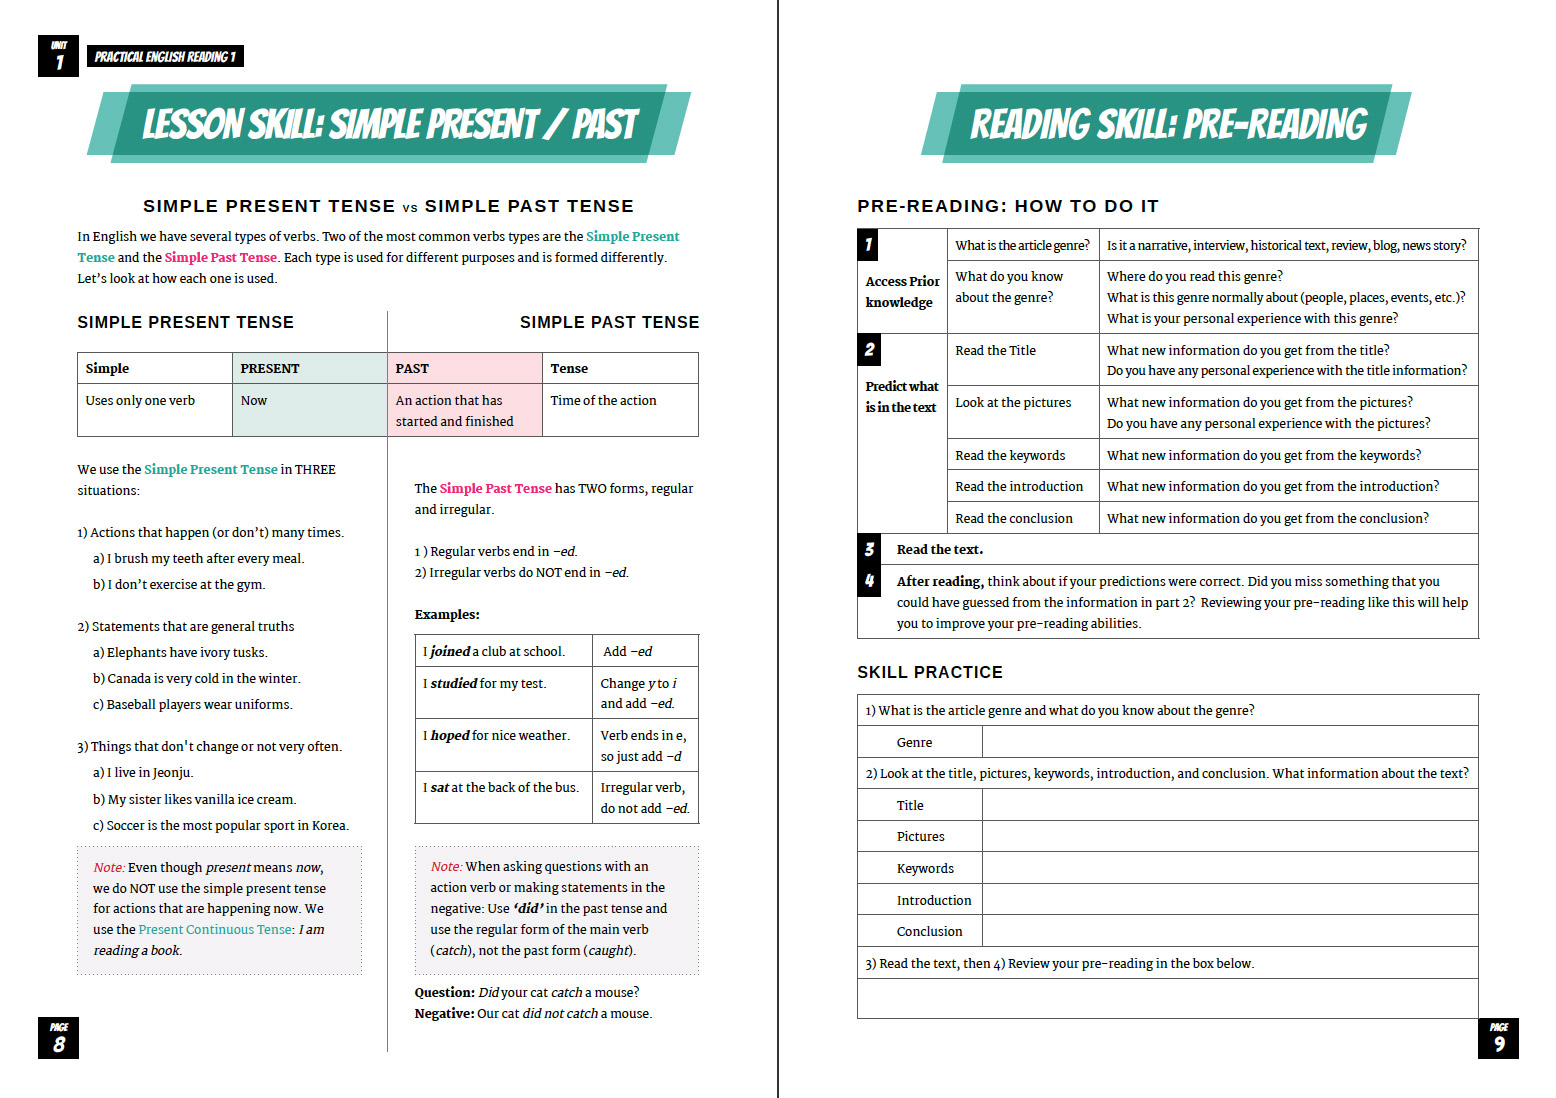 UNIT
1
PRACTICAL ENGLISH READING 1
LESSON SKILL: SIMPLE PRESENT / PAST
SIMPLE PRESENT TENSE VS SIMPLE PAST TENSE
In English we have several types of verbs. Two of the most common verbs types are the Simple Present
Tense and the Simple Past Tense. Each type is used for different purposes and is formed differently.
Let’s look at how each one is used.
SIMPLE PRESENT TENSE
SIMPLE PAST TENSE
Simple PRESENT PAST Tense
Uses only one verb Now An action that has Time of the action
started and finished
We use the Simple Present Tense in THREE
situations:
1) Actions that happen (or don’t) many times.
a) I brush my teeth after every meal.
b) I don’t exercise at the gym.
2) Statements that are general truths
a) Elephants have ivory tusks.
b) Canada is very cold in the winter.
c) Baseball players wear uniforms.
3) Things that don't change or not very often.
a) I live in Jeonju.
b) My sister likes vanilla ice cream.
c) Soccer is the most popular sport in Korea.
Note: Even though present means now,
we do NOT use the simple present tense
for actions that are happening now. We
use the Present Continuous Tense: I am
reading a book.
The Simple Past Tense has TWO forms, regular
and irregular.
1 ) Regular verbs end in –ed.
2) Irregular verbs do NOT end in –ed.
Examples:
I joined a club at school. Add –ed
I studied for my test. Change y to i
and add –ed.
I hoped for nice weather. Verb ends in e,
so just add –d
I sat at the back of the bus. Irregular verb,
do not add –ed.
Note: When asking questions with an
action verb or making statements in the
negative: Use ‘did’ in the past tense and
use the regular form of the main verb
(catch), not the past form (caught).
Question: Did your cat catch a mouse?
Negative: Our cat did not catch a mouse.
PAGE
8
READING SKILL: PRE-READING
PRE-READING: HOW TO DO IT
1
Access Prior
knowledge
What is the article genre? Is it a narrative, interview, historical text, review, blog, news story?
What do you know
about the genre?
Where do you read this genre?
What is this genre normally about (people, places, events, etc.)?
What is your personal experience with this genre?
2
Predict what
is in the text
Read the Title
What new information do you get from the title?
Do you have any personal experience with the title information?
Look at the pictures
What new information do you get from the pictures?
Do you have any personal experience with the pictures?
Read the keywords What new information do you get from the keywords?
Read the introduction What new information do you get from the introduction?
Read the conclusion What new information do you get from the conclusion?
3 Read the text.
4 After reading, think about if your predictions were correct. Did you miss something that you
could have guessed from the information in part 2? Reviewing your pre-reading like this will help
you to improve your pre-reading abilities.
SKILL PRACTICE
1) What is the article genre and what do you know about the genre?
Genre
2) Look at the title, pictures, keywords, introduction, and conclusion. What information about the text?
Title
Pictures
Keywords
Introduction
Conclusion
3) Read the text, then 4) Review your pre-reading in the box below.
PAGE
9